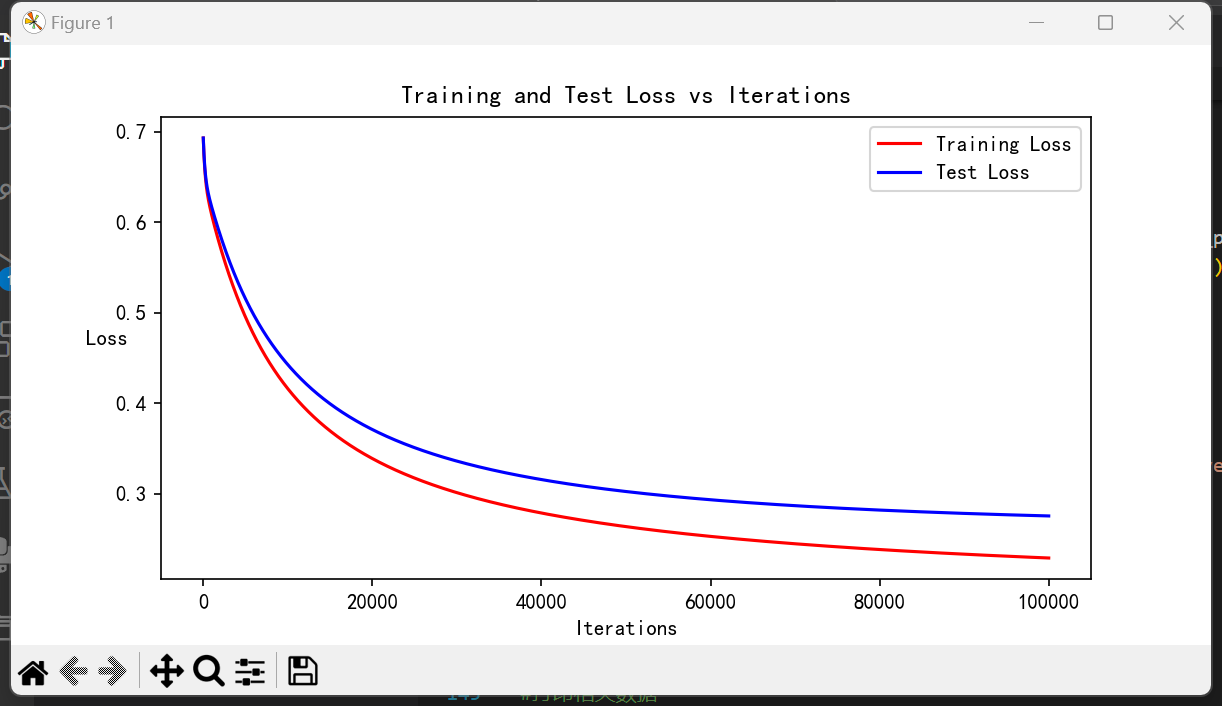 Figure 1
Training and Test Loss vs Iterations
0.7
0.6
0.5
0.4
0.3
Loss
Training Loss
Test Loss
0
20000
40000
60000
80000
100000
Iterations